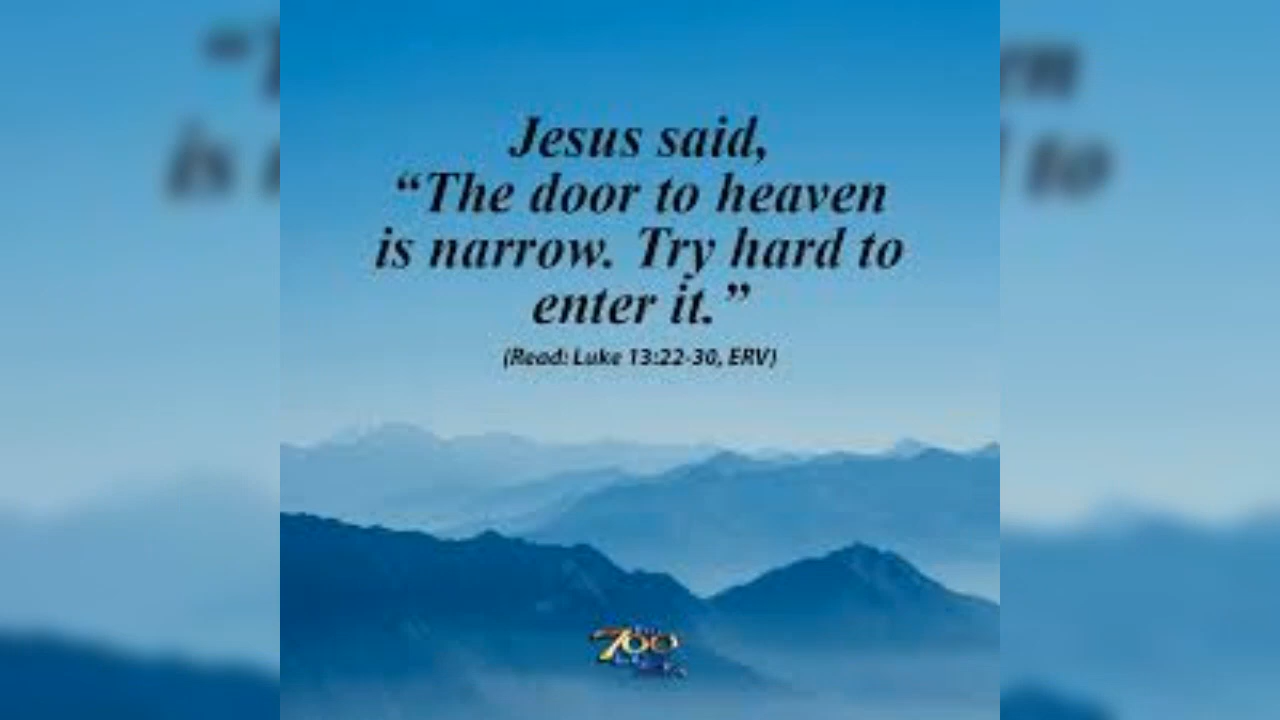 Jesus said,
“The door to heaven
is narrow. Try hard to
enter it.”
(Read: Luke 13:22-30, ERV)
700